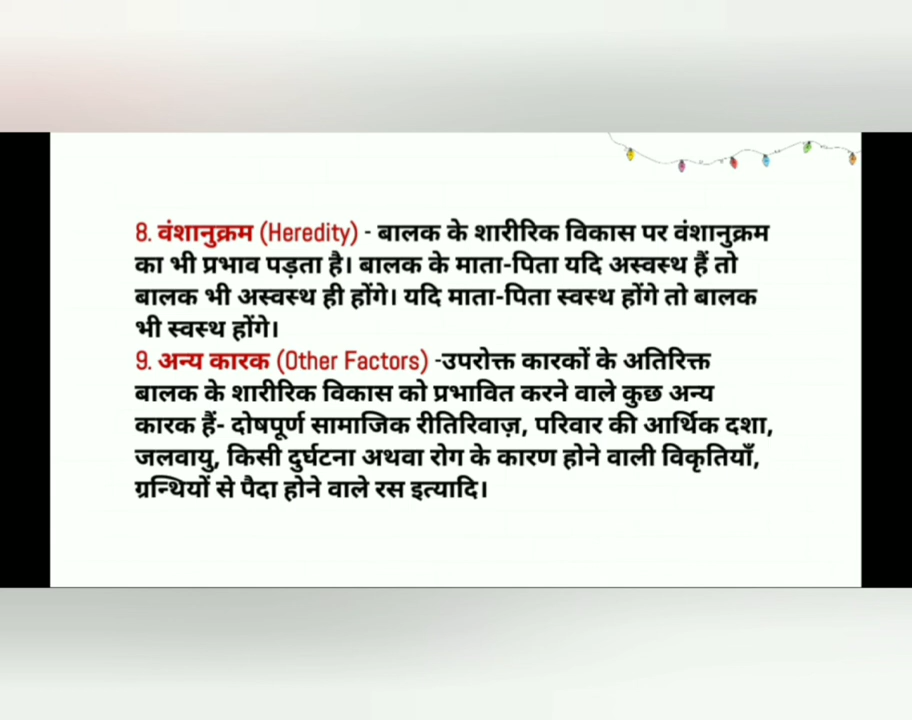 8. वंशानुक्रम (Heredity) - बालक के शारीरिक विकास पर वंशानुक्रम
का भी प्रभाव पड़ता है। बालक के माता-पिता यदि अस्वस्थ हैं तो
बालक भी अस्वस्थ ही होंगे। यदि माता-पिता स्वस्थ होंगे तो बालक
भी स्वस्थ होंगे।
9. अन्य कारक (Other Factors) -उपरोक्त कारकों के अतिरिक्त
बालक के शारीरिक विकास को प्रभावित करने वाले कुछ अन्य
कारक हैं- दोषपूर्ण सामाजिक रीतिरिवाज़, परिवार की आर्थिक दशा,
जलवायु, किसी दुर्घटना अथवा रोग के कारण होने वाली विकृतियाँ,
ग्रन्थियों से पैदा होने वाले रस इत्यादि।